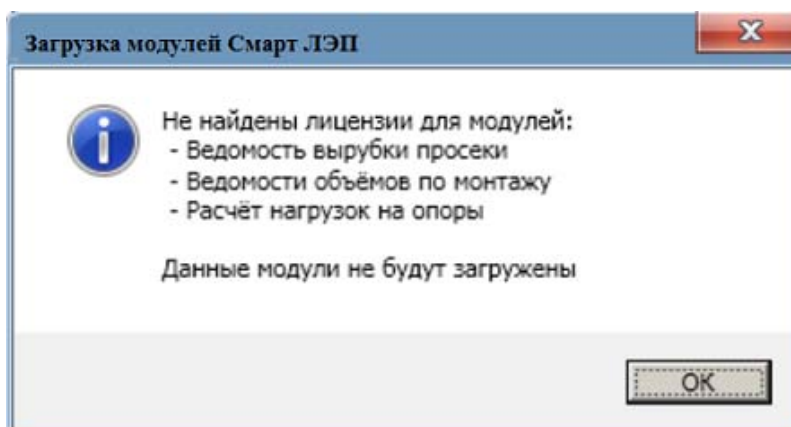 Загрузка модулей Смарт ЛЭП
Не найдены лицензии для модулей:
- Ведомость вырубки просеки
- Ведомости объёмов по монтажу
- Расчёт нагрузок на опоры
Данные модули не будут загружены
OK